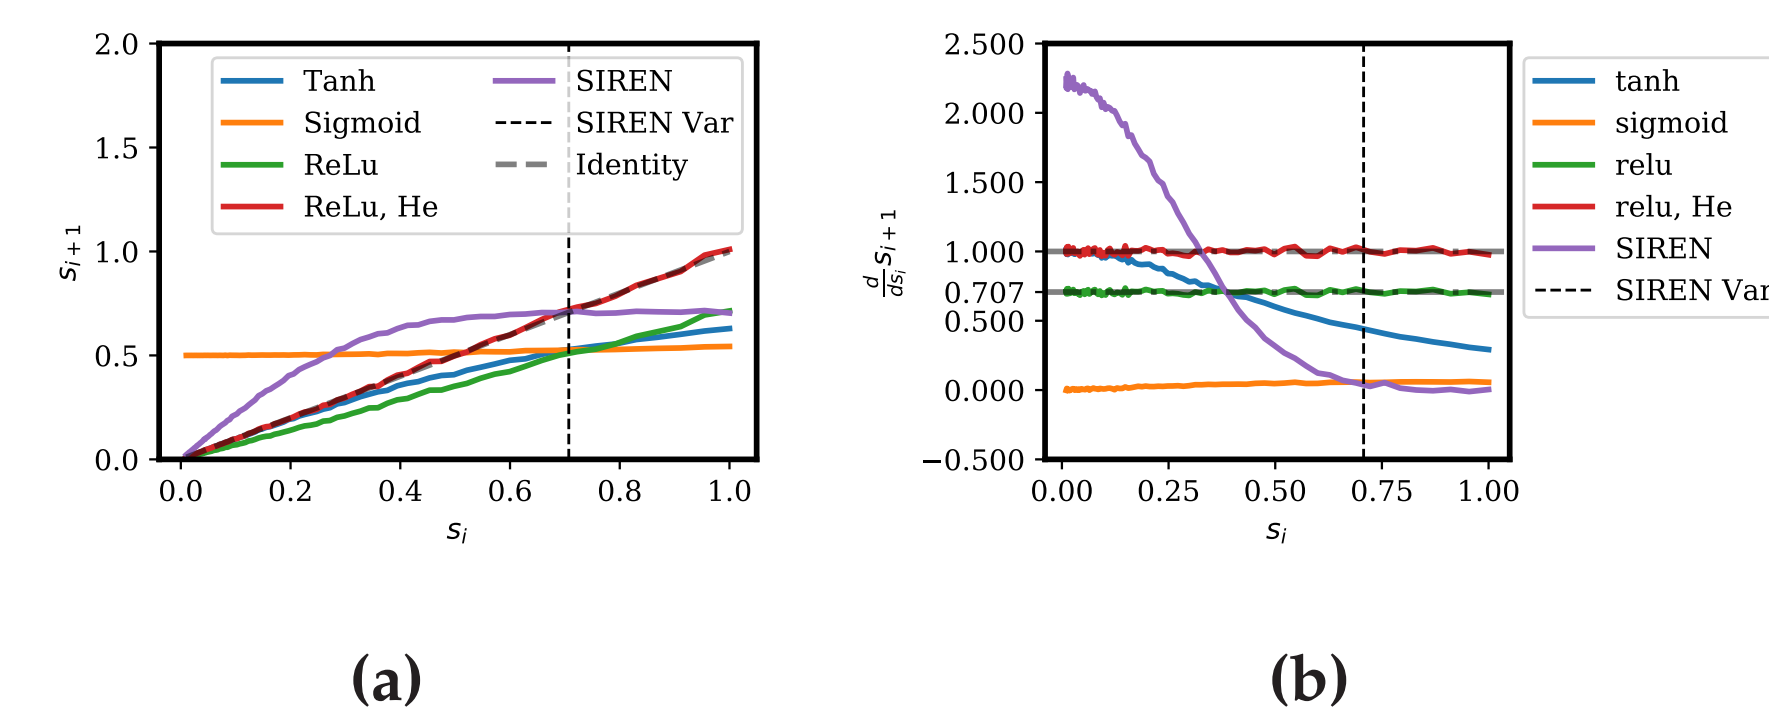 2.0
1.5
1.0
0.5
0.0
s_{i+1}
Tanh
Sigmoid
ReLu
ReLu, He
SIREN
SIREN Var
Identity
0.0 0.2 0.4 0.6 0.8 1.0
s_i
(a)
2.500
2.000
1.500
1.000
0.707
0.500
0.000
−0.500
d/ds_i s_{i+1}
tanh
sigmoid
relu
relu, He
SIREN
SIREN Var
0.00 0.25 0.50 0.75 1.00
s_i
(b)